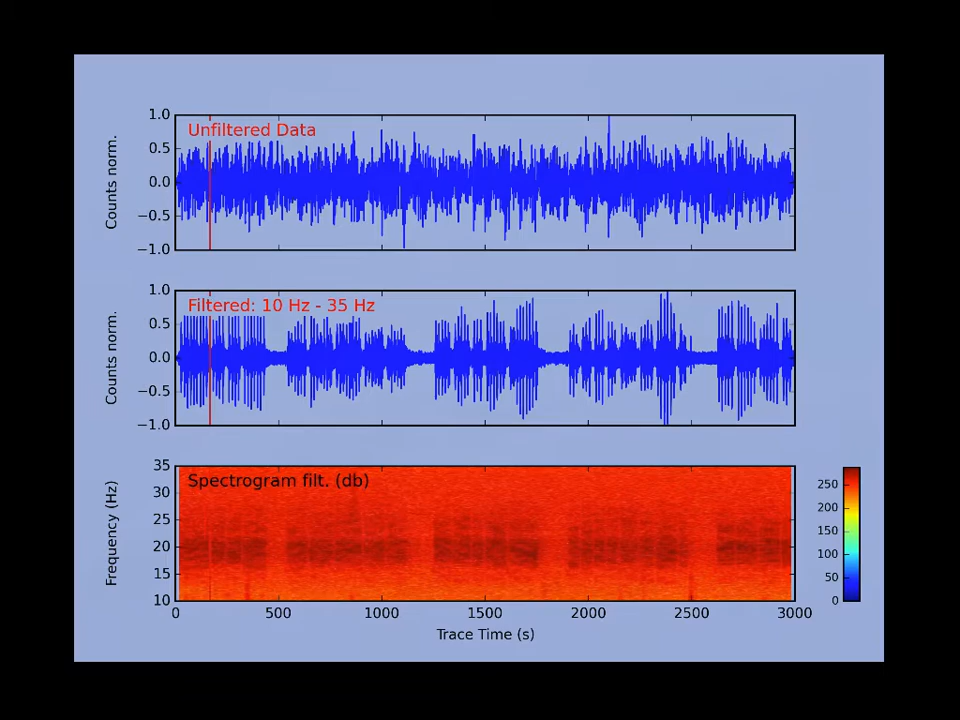 1.0
Unfiltered Data
0.5
0.0
−0.5
−1.0
Counts norm.
1.0
Filtered: 10 Hz - 35 Hz
0.5
0.0
−0.5
−1.0
Counts norm.
35
Spectrogram filt. (db)
30
25
20
15
10
Frequency (Hz)
0 500 1000 1500 2000 2500 3000
Trace Time (s)
250
200
150
100
50
0